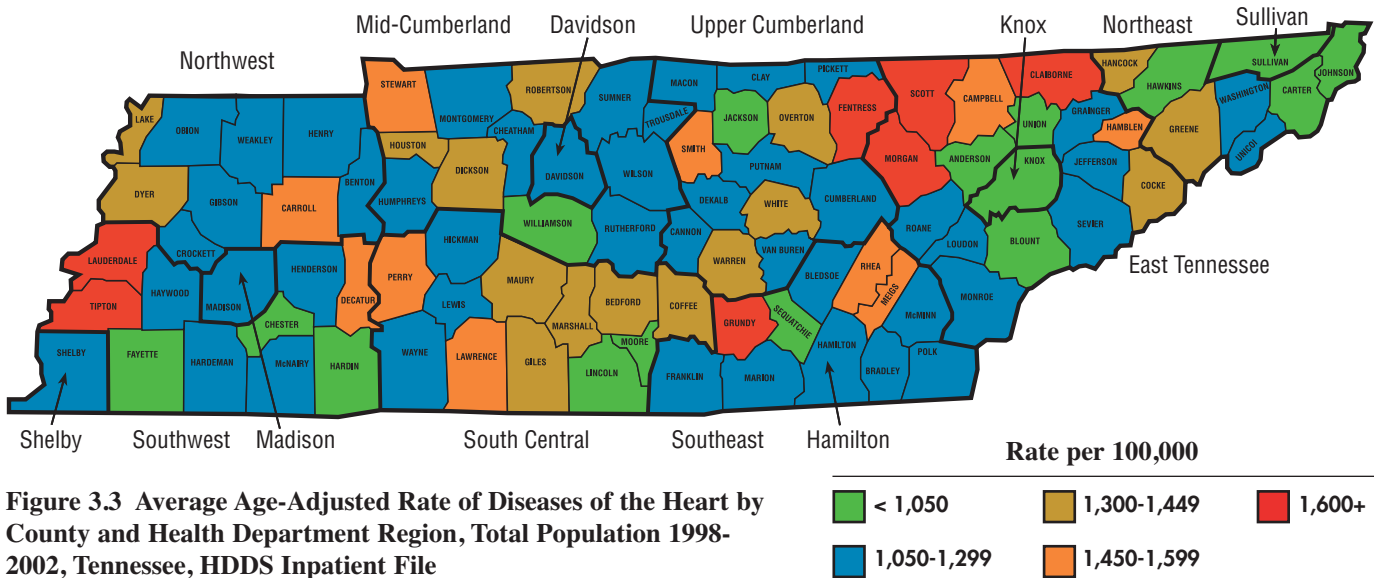 Mid-Cumberland Davidson Upper Cumberland Knox Northeast Sullivan
Northwest
STEWART
MONTGOMERY
ROBERTSON
SUMNER
MACON
CLAY
PICKETT
SCOTT
CAMPBELL
CLAIBORNE
HANCOCK
HAWKINS
SULLIVAN
JOHNSON
LAKE
OBION
WEAKLEY
HENRY
HOUSTON
CHEATHAM
TROUSDALE
JACKSON
OVERTON
FENTRESS
UNION
GRAINGER
HAMBLEN
WASHINGTON
CARTER
GREENE
UNICOI
DYER
GIBSON
CARROLL
BENTON
HUMPHREYS
DICKSON
DAVIDSON
WILSON
SMITH
PUTNAM
MORGAN
ANDERSON
KNOX
JEFFERSON
COCKE
LAUDERDALE
CROCKETT
WILLIAMSON
RUTHERFORD
DEKALB
CANNON
WHITE
CUMBERLAND
ROANE
LOUDON
BLOUNT
SEVIER
East Tennessee
TIPTON
HAYWOOD
MADISON
HENDERSON
DECATUR
PERRY
HICKMAN
MAURY
LEWIS
MARSHALL
BEDFORD
COFFEE
WARREN
VAN BUREN
BLEDSOE
RHEA
MEIGS
McMINN
MONROE
SHELBY
FAYETTE
HARDEMAN
CHESTER
McNAIRY
HARDIN
WAYNE
LAWRENCE
GILES
LINCOLN
MOORE
FRANKLIN
GRUNDY
SEQUATCHIE
MARION
HAMILTON
BRADLEY
POLK
Shelby Southwest Madison South Central Southeast Hamilton
Figure 3.3 Average Age-Adjusted Rate of Diseases of the Heart by
County and Health Department Region, Total Population 1998-
2002, Tennessee, HDDS Inpatient File
Rate per 100,000
< 1,050 1,300-1,449 1,600+
1,050-1,299 1,450-1,599